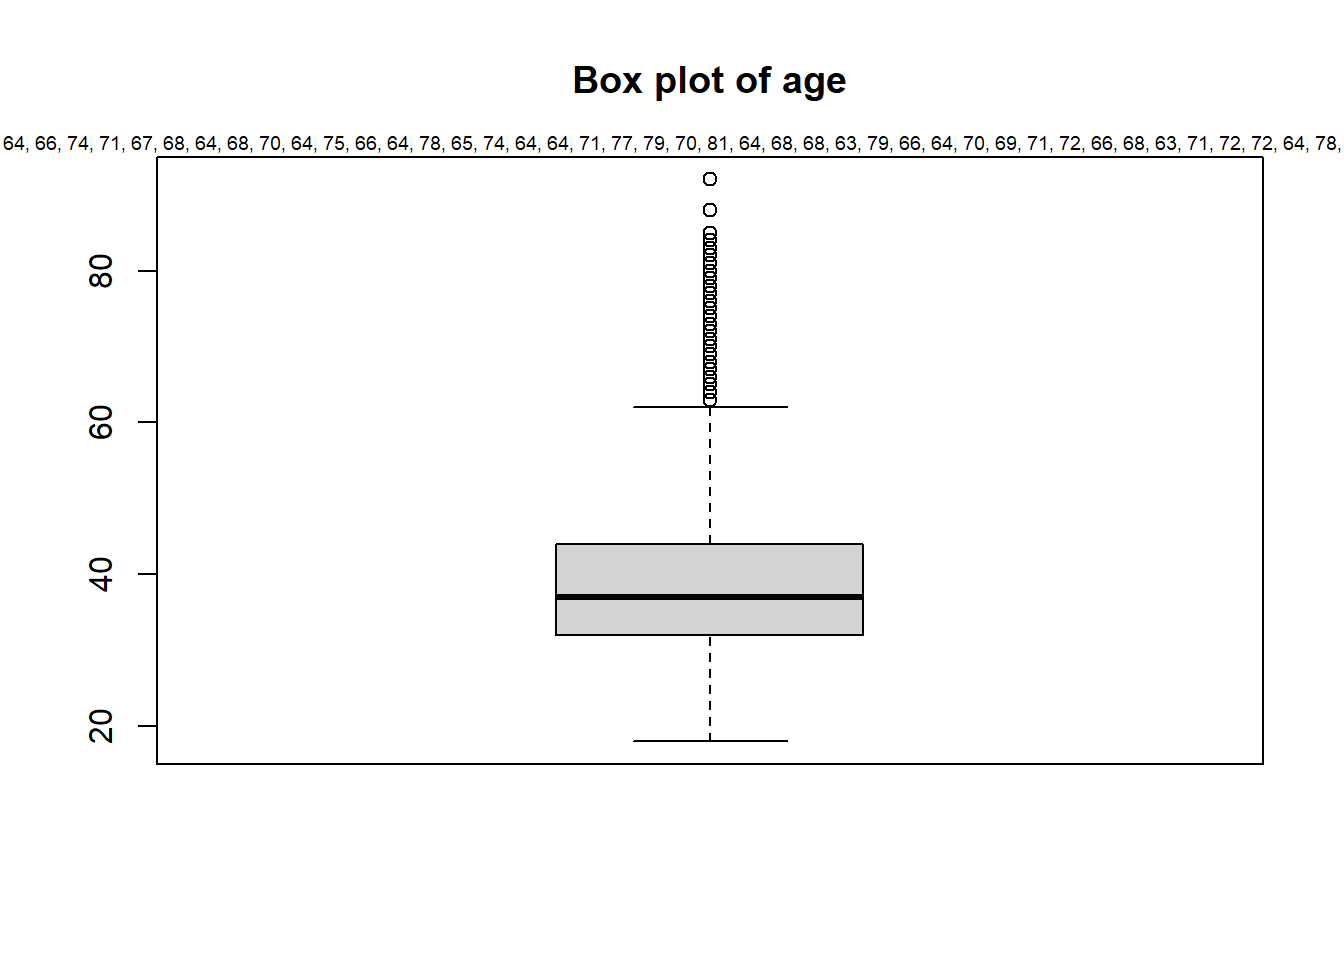 Box plot of age
64, 66, 74, 71, 67, 68, 64, 68, 70, 64, 75, 66, 64, 78, 65, 74, 64, 64, 71, 77, 79, 70, 81, 64, 68, 68, 63, 79, 66, 64, 70, 69, 71, 72, 66, 68, 63, 71, 72, 72, 64, 78,
80
60
40
20